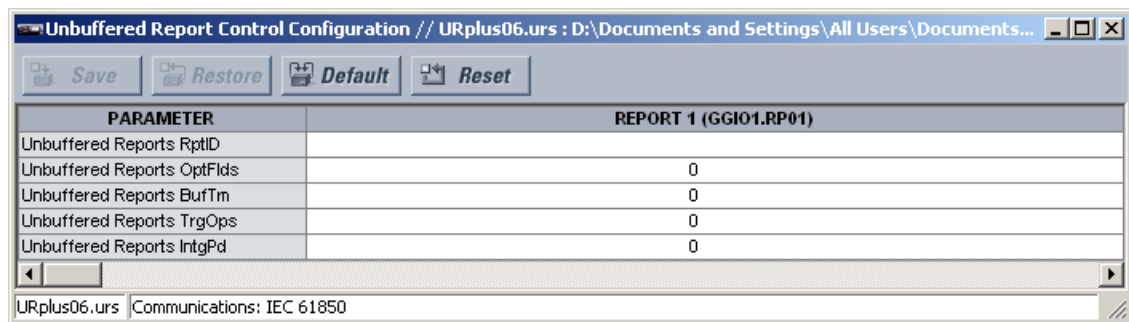 Unbuffered Report Control Configuration // URplus06.urs : D:\Documents and Settings\All Users\Documents...
Save Restore Default Reset
PARAMETER REPORT 1 (GGIO1.RP01)
Unbuffered Reports RptID
Unbuffered Reports OptFlds 0
Unbuffered Reports BufTm 0
Unbuffered Reports TrgOps 0
Unbuffered Reports IntgPd 0
URplus06.urs Communications: IEC 61850